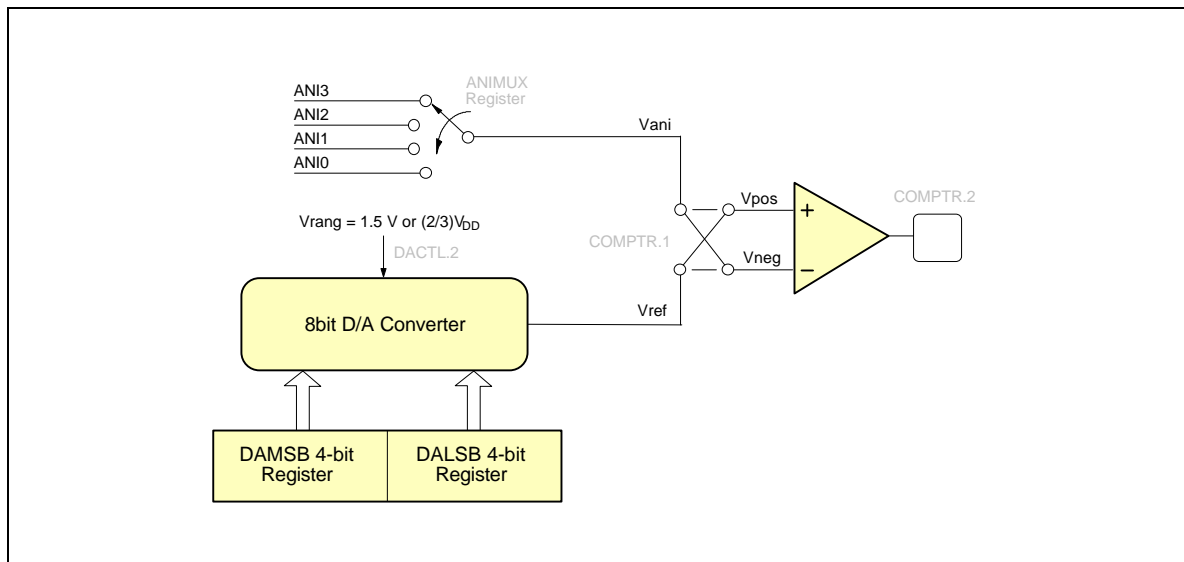 ANIMUX
Register
ANI3
ANI2
ANI1
ANI0
Vani
Vrang = 1.5 V or (2/3)VDD
DACTL.2
COMPTR.1
Vpos
Vneg
+
−
COMPTR.2
8bit D/A Converter
Vref
DAMSB 4-bit
Register
DALSB 4-bit
Register